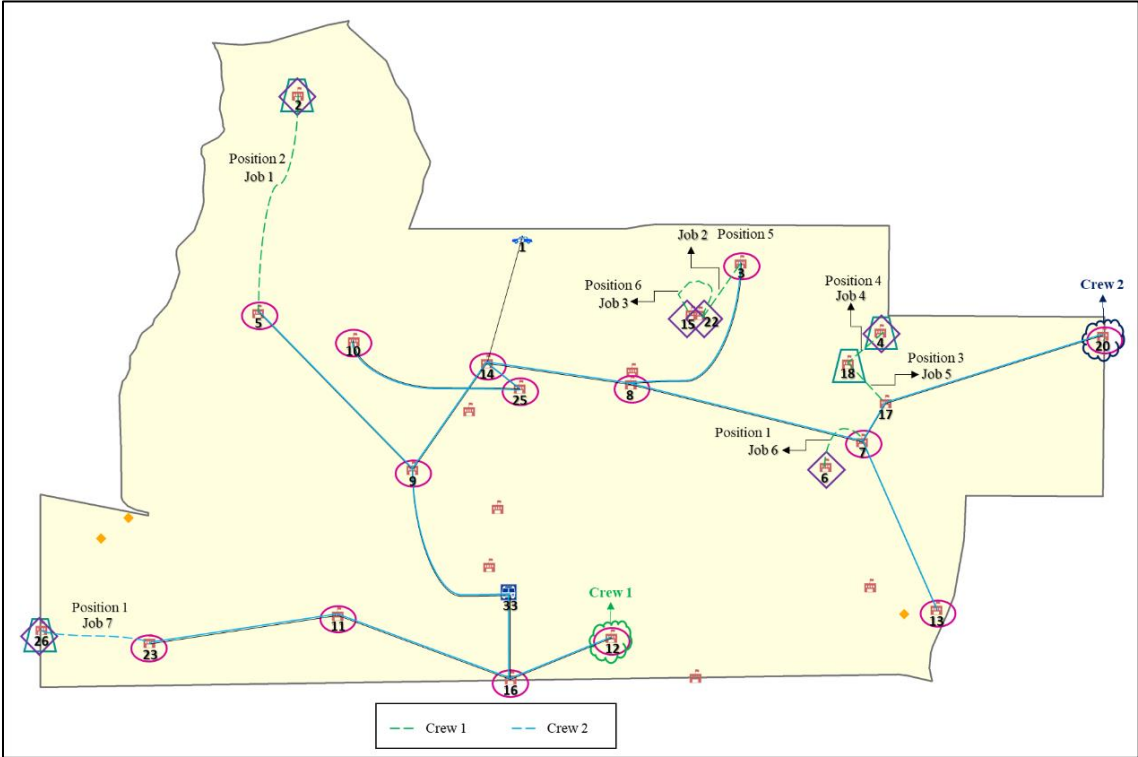 2
Position 2
Job 1
Job 2
Position 5
1
3
Position 6
Job 3
Position 4
Job 4
Crew 2
15
22
5
4
20
10
18
Position 3
Job 5
14
25
8
17
Position 1
Job 6
7
9
6
33
Crew 1
Position 1
Job 7
11
13
26
23
12
16
Crew 1
Crew 2